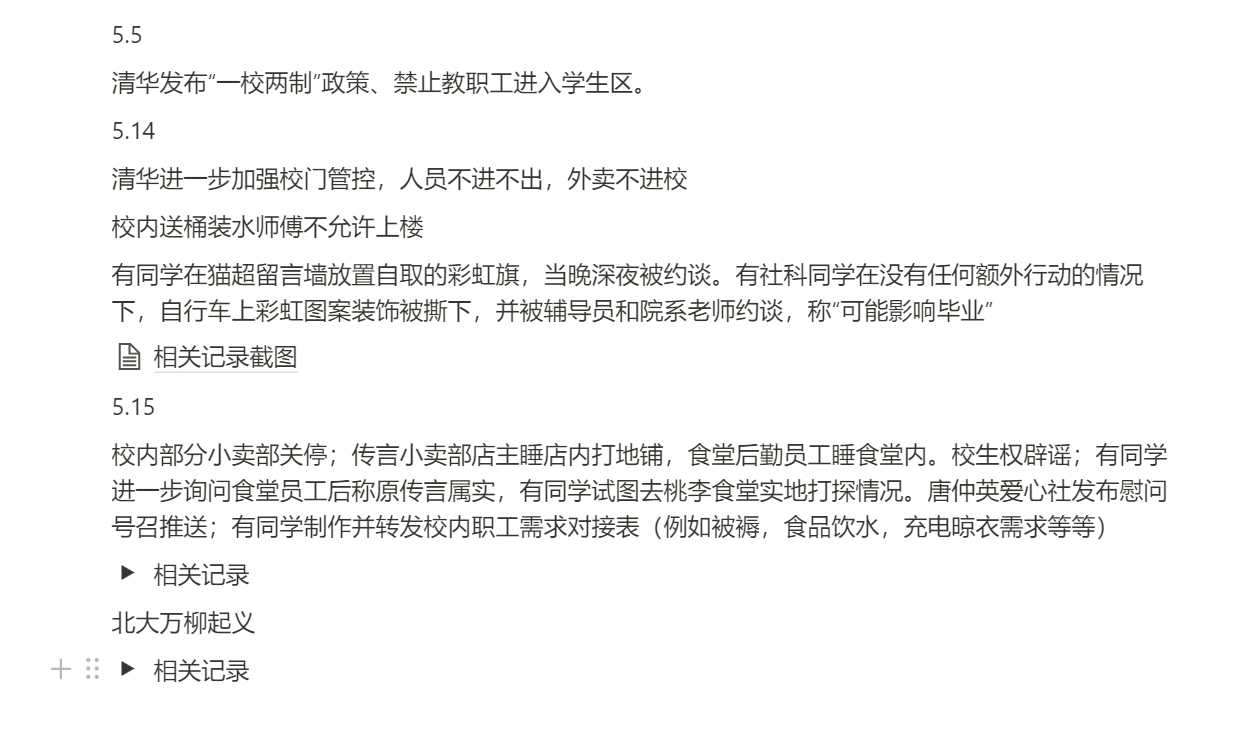 5.5
清华发布“一校两制”政策、禁止教职工进入学生区。
5.14
清华进一步加强校门管控，人员不进不出，外卖不进校
校内送桶装水师傅不允许上楼
有同学在猫超留言墙放置自取的彩虹旗，当晚深夜被约谈。有社科同学在没有任何额外行动的情况
下，自行车上彩虹图案装饰被撕下，并被辅导员和院系老师约谈，称“可能影响毕业”
相关记录截图
5.15
校内部分小卖部关停；传言小卖部店主睡店内打地铺，食堂后勤员工睡食堂内。校生权辟谣；有同学
进一步询问食堂员工后称原传言属实，有同学试图去桃李食堂实地打探情况。唐仲英爱心社发布慰问
号召推送；有同学制作并转发校内职工需求对接表（例如被褥，食品饮水，充电晾衣需求等等）
相关记录
北大万柳起义
相关记录